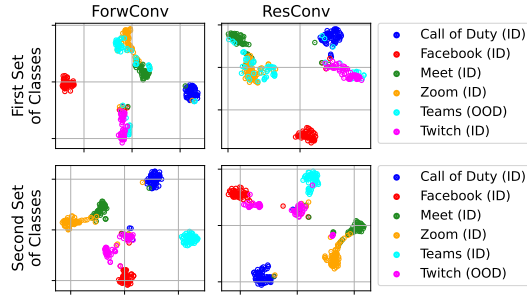 ForwConv
ResConv
First Set
of Classes
Call of Duty (ID)
Facebook (ID)
Meet (ID)
Zoom (ID)
Teams (OOD)
Twitch (ID)
Second Set
of Classes
Call of Duty (ID)
Facebook (ID)
Meet (ID)
Zoom (ID)
Teams (ID)
Twitch (OOD)